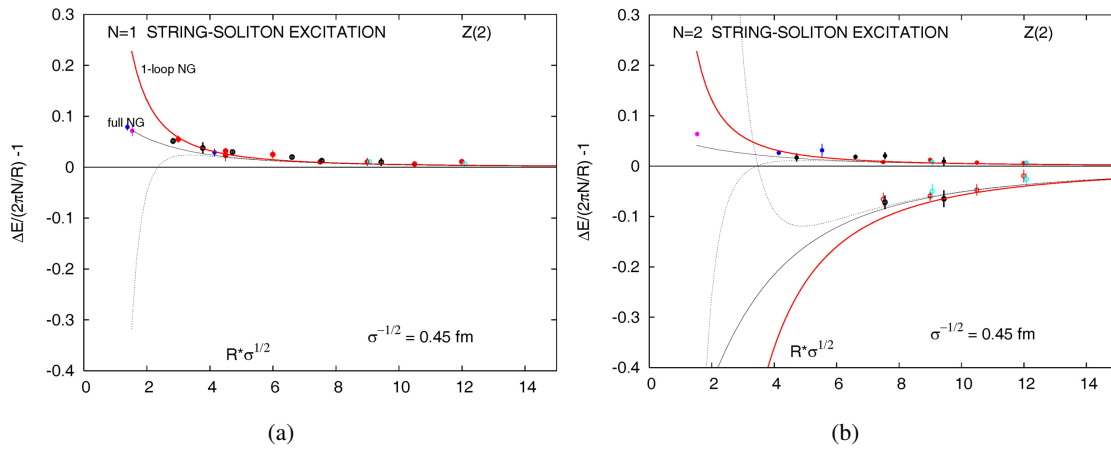 N=1 STRING-SOLITON EXCITATION Z(2)
1-loop NG
full NG
ΔE/(2πN/R) -1
0.3
0.2
0.1
0
-0.1
-0.2
-0.3
-0.4
σ^{-1/2} = 0.45 fm
R*σ^{1/2}
0 2 4 6 8 10 12 14
(a)
N=2 STRING-SOLITON EXCITATION Z(2)
ΔE/(2πN/R) -1
0.3
0.2
0.1
0
-0.1
-0.2
-0.3
-0.4
σ^{-1/2} = 0.45 fm
R*σ^{1/2}
0 2 4 6 8 10 12 14
(b)